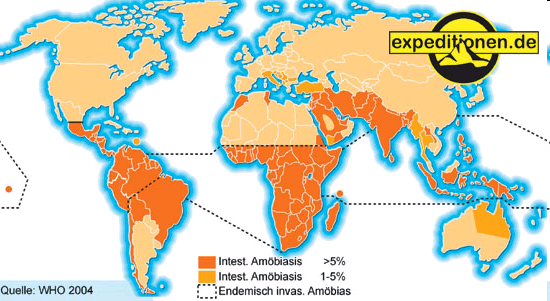 expeditionen.de
Intest. Amöbiasis >5%
Intest. Amöbiasis 1-5%
Endemisch invas. Amöbias
Quelle: WHO 2004